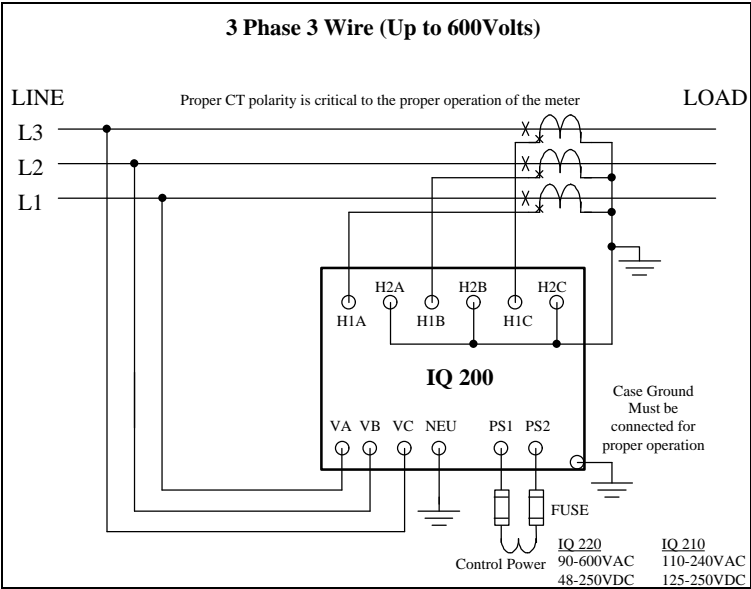 3 Phase 3 Wire (Up to 600Volts)
LINE
Proper CT polarity is critical to the proper operation of the meter
LOAD
L3
L2
L1
H2A H2B H2C
H1A H1B H1C
IQ 200
Case Ground
Must be
connected for
proper operation
VA VB VC NEU PS1 PS2
FUSE
Control Power
IQ 220 IQ 210
90-600VAC 110-240VAC
48-250VDC 125-250VDC